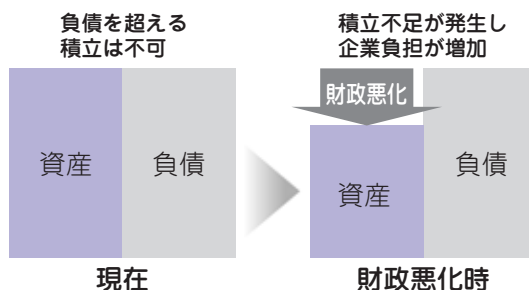 負債を超える
積立は不可
資産
負債
現在
積立不足が発生し
企業負担が増加
財政悪化
資産
負債
財政悪化時